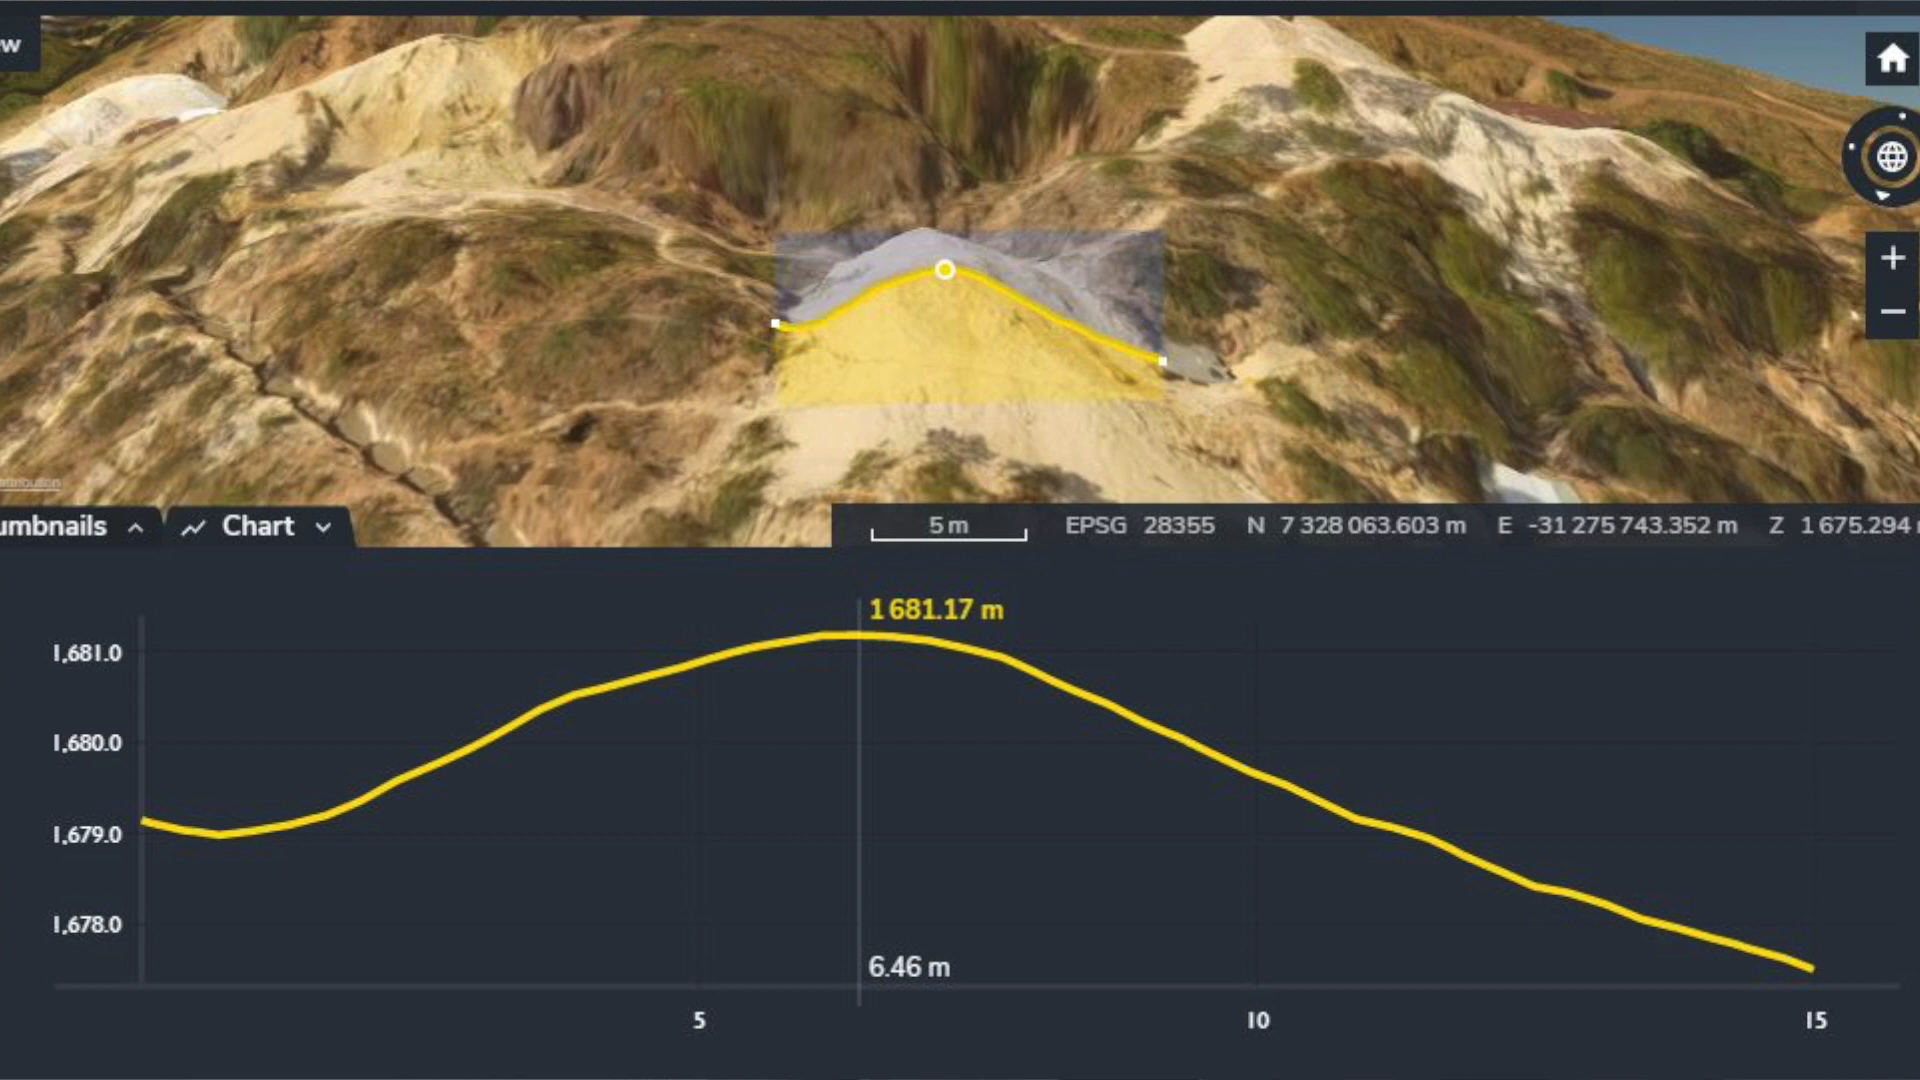 w
attribution
umbnails
Chart
5 m
EPSG 28355 N 7 328 063.603 m E -31 275 743.352 m Z 1 675.294
1 681.17 m
1,681.0
1,680.0
1,679.0
1,678.0
6.46 m
5
10
15